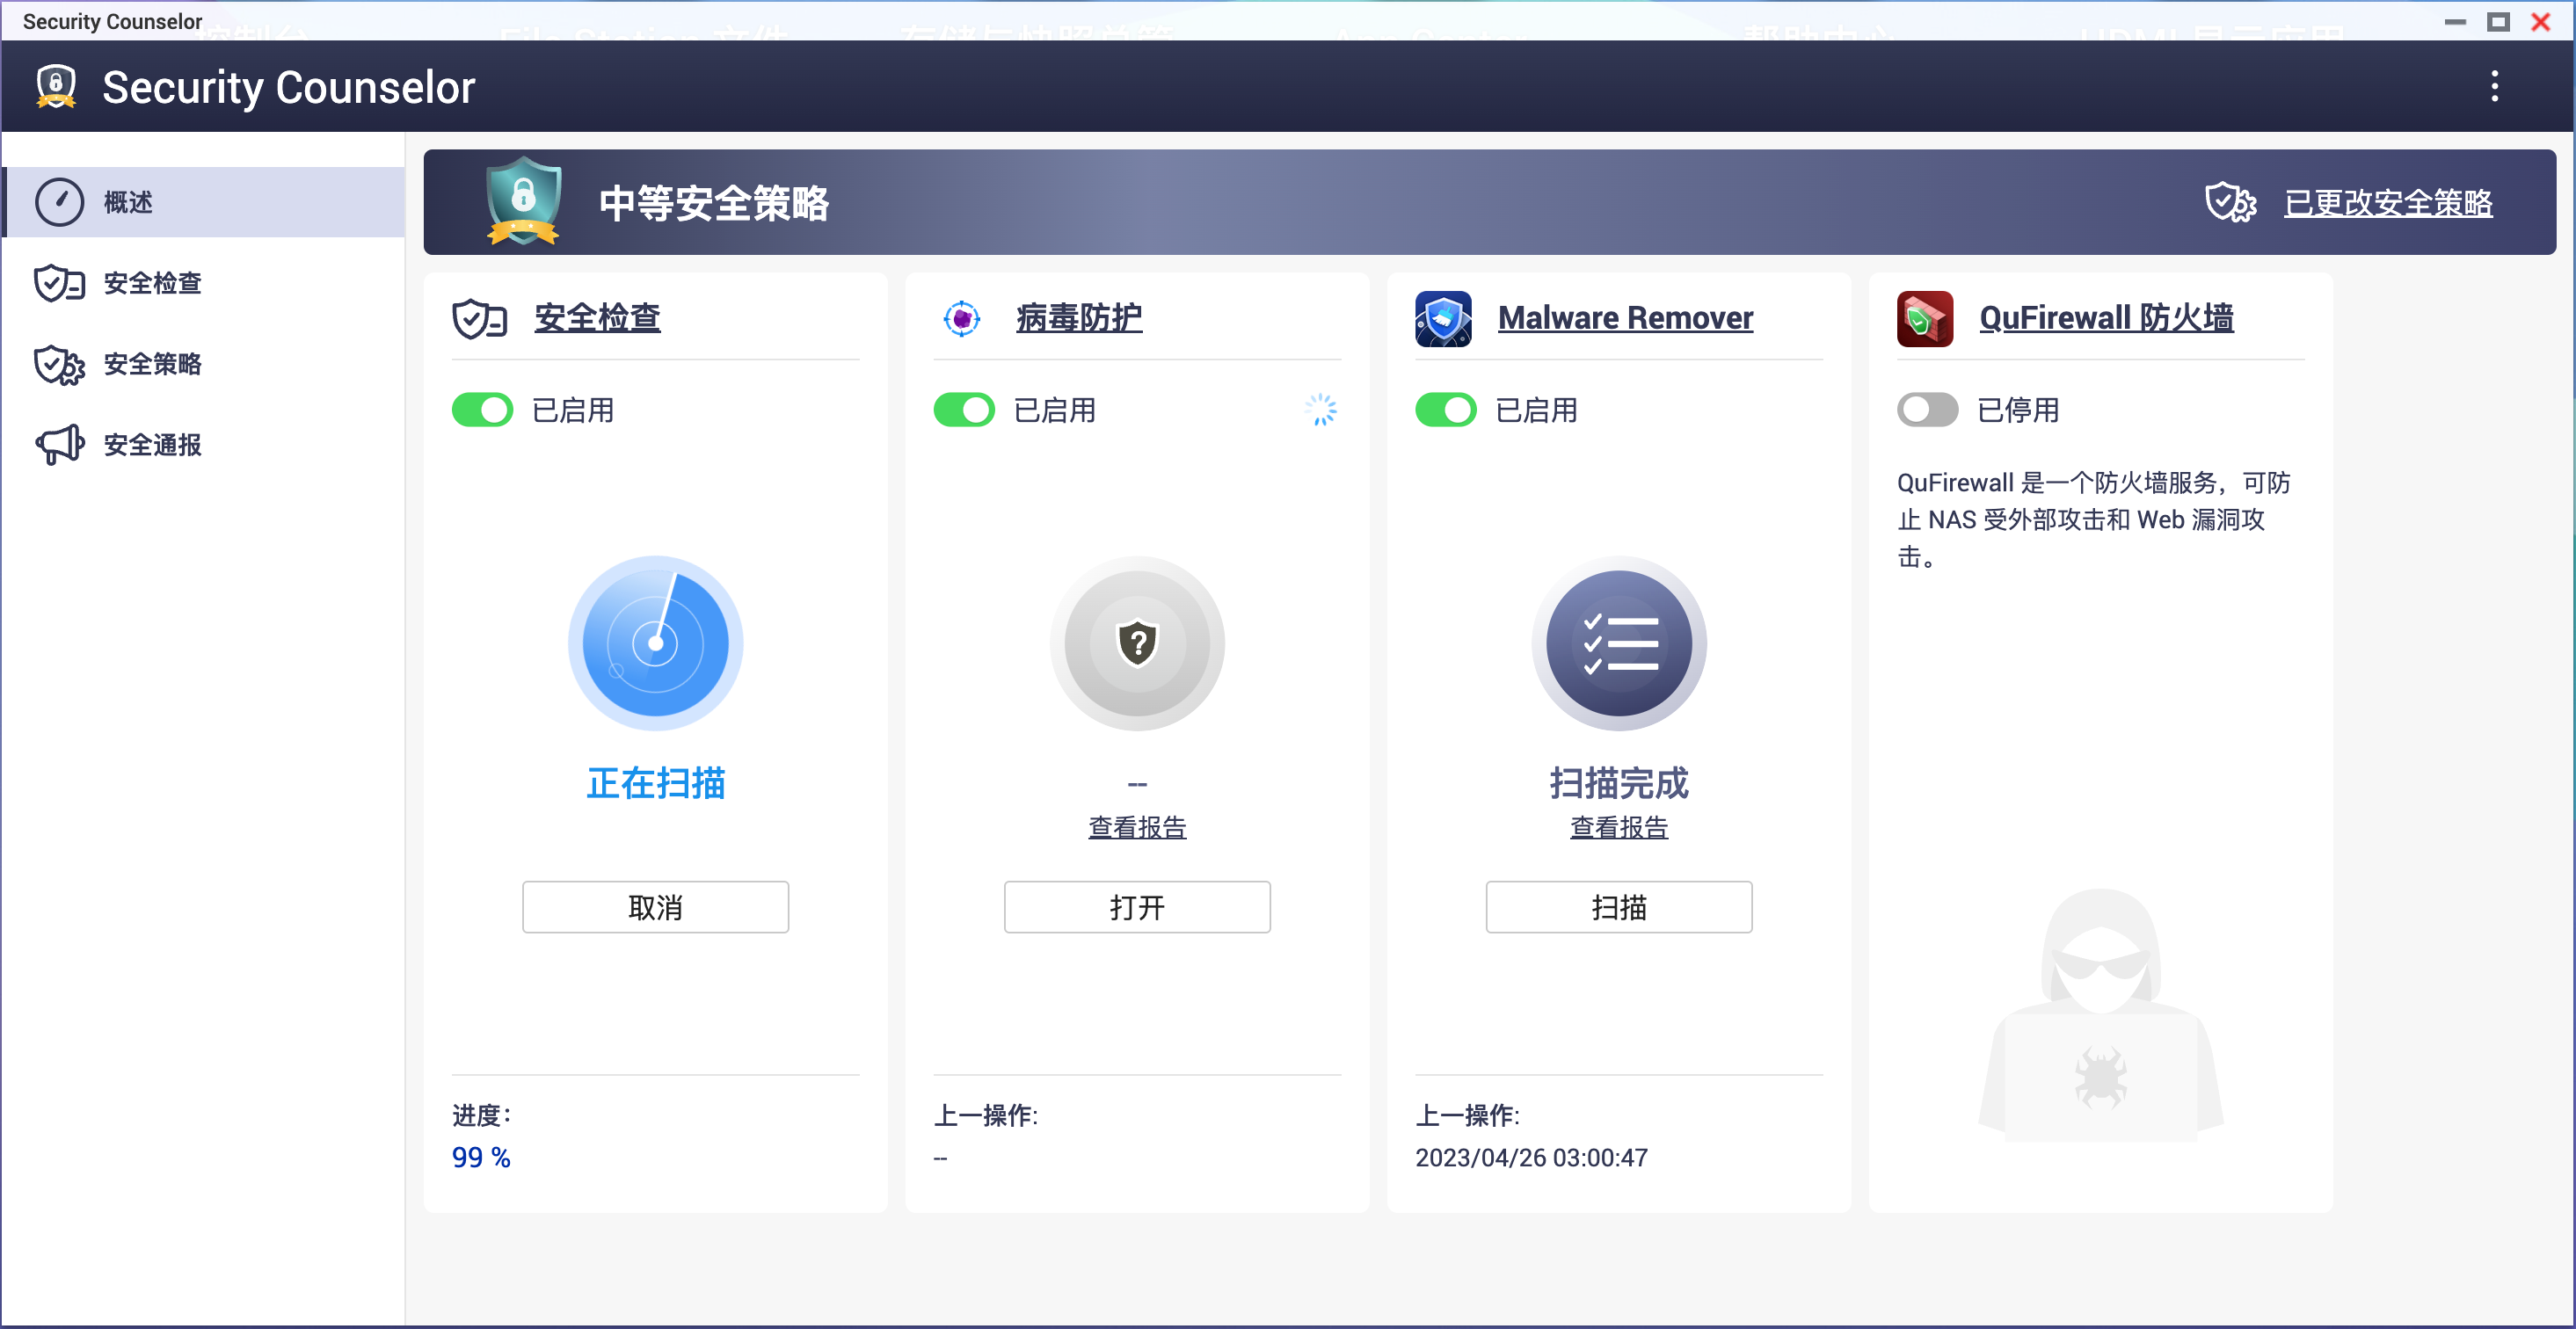 Security Counselor
Security Counselor
概述
安全检查
安全策略
安全通报
中等安全策略
已更改安全策略
安全检查
已启用
正在扫描
取消
进度:
99 %
病毒防护
已启用
--
查看报告
打开
上一操作:
--
Malware Remover
已启用
扫描完成
查看报告
扫描
上一操作:
2023/04/26 03:00:47
QuFirewall 防火墙
已停用
QuFirewall 是一个防火墙服务，可防
止 NAS 受外部攻击和 Web 漏洞攻
击。